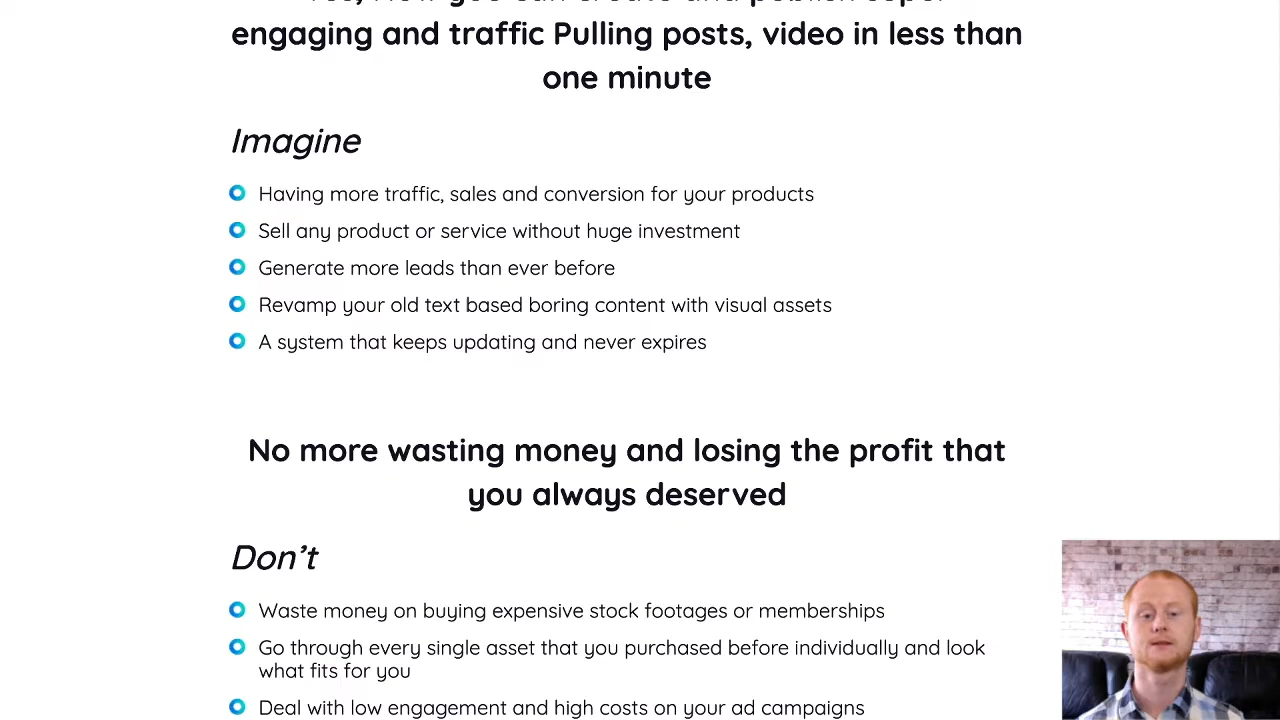 engaging and traffic Pulling posts, video in less than
one minute
Imagine
Having more traffic, sales and conversion for your products
Sell any product or service without huge investment
Generate more leads than ever before
Revamp your old text based boring content with visual assets
A system that keeps updating and never expires
No more wasting money and losing the profit that
you always deserved
Don't
Waste money on buying expensive stock footages or memberships
Go through every single asset that you purchased before individually and look
what fits for you
Deal with low engagement and high costs on your ad campaigns